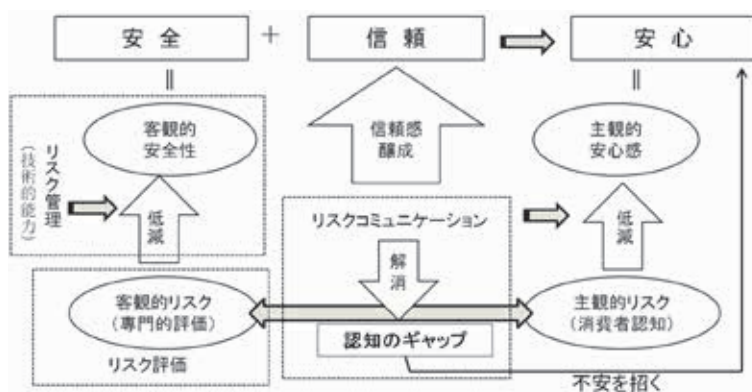 安全
+
信頼
安心
||
||
客観的
安全性
信頼感
醸成
主観的
安心感
リスク管理
(技術的能力)
低減
リスクコミュニケーション
低減
解消
客観的リスク
(専門的評価)
主観的リスク
(消費者認知)
認知のギャップ
リスク評価
不安を招く